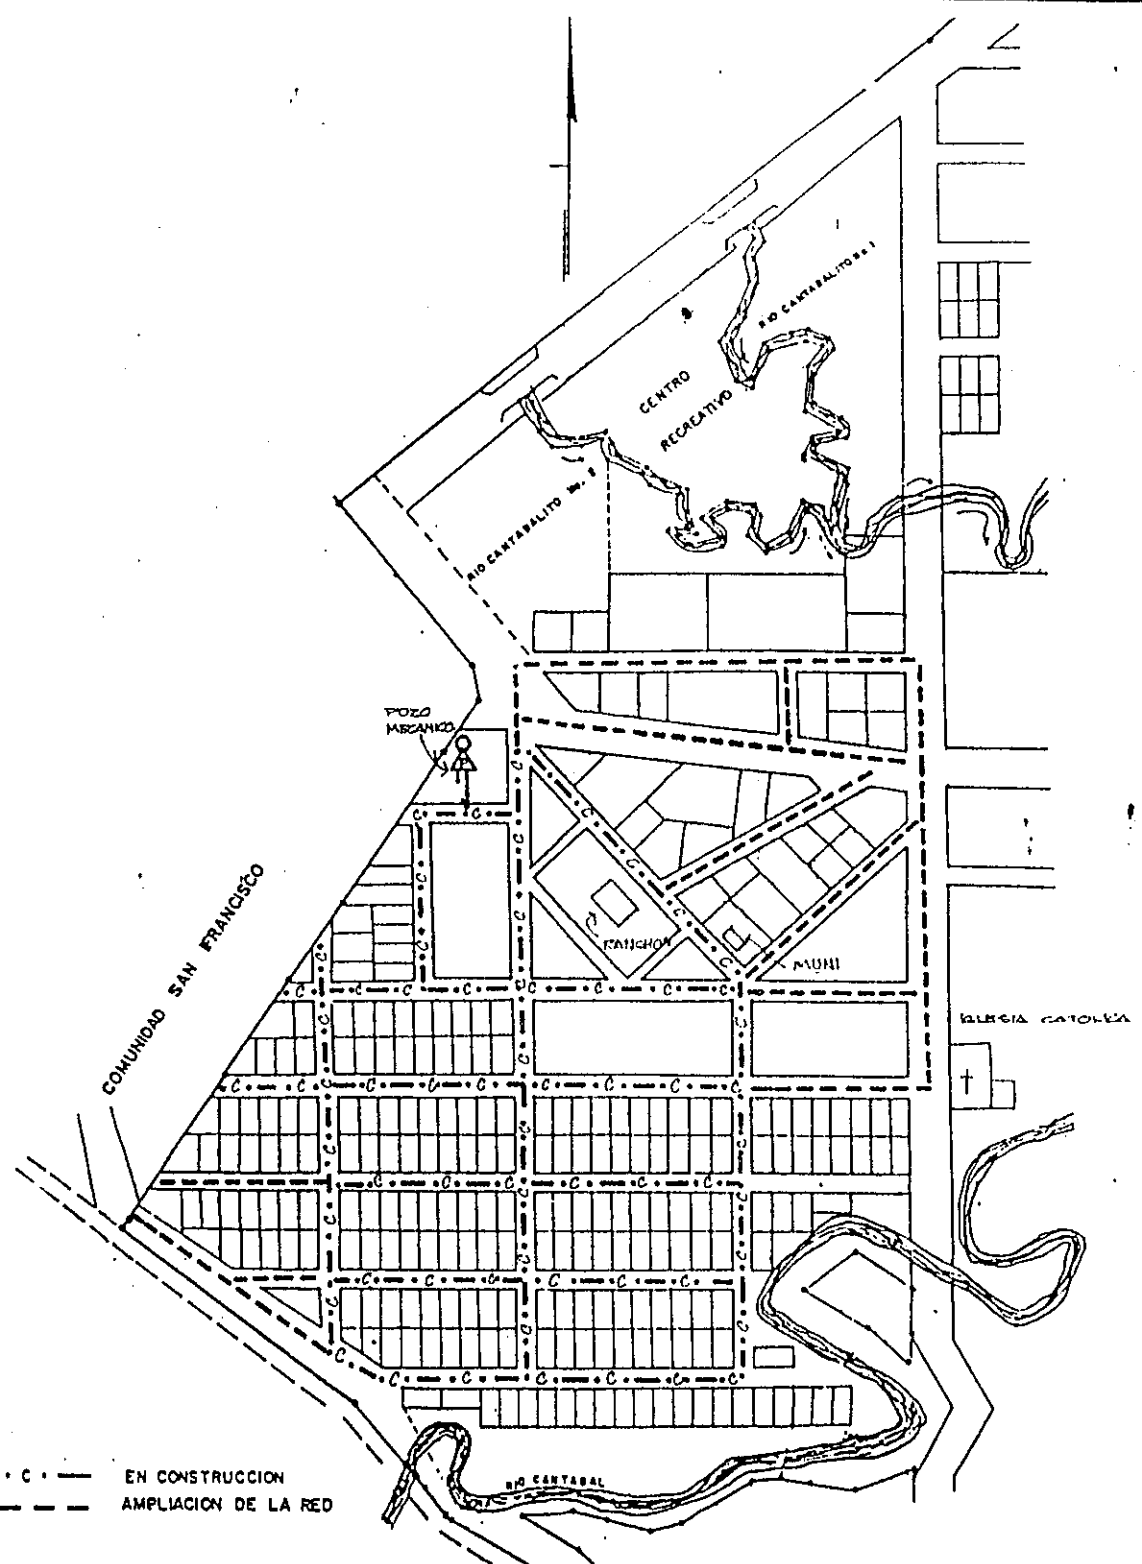 RIO CANTABALITO No. 1
CENTRO
RECREATIVO
RIO CANTABALITO No. 2
POZO
MECANICO
COMUNIDAD SAN FRANCISCO
RANCHON
MUNI
IGLESIA CATOLICA
RIO CANTABAL
· C · — EN CONSTRUCCION
AMPLIACION DE LA RED